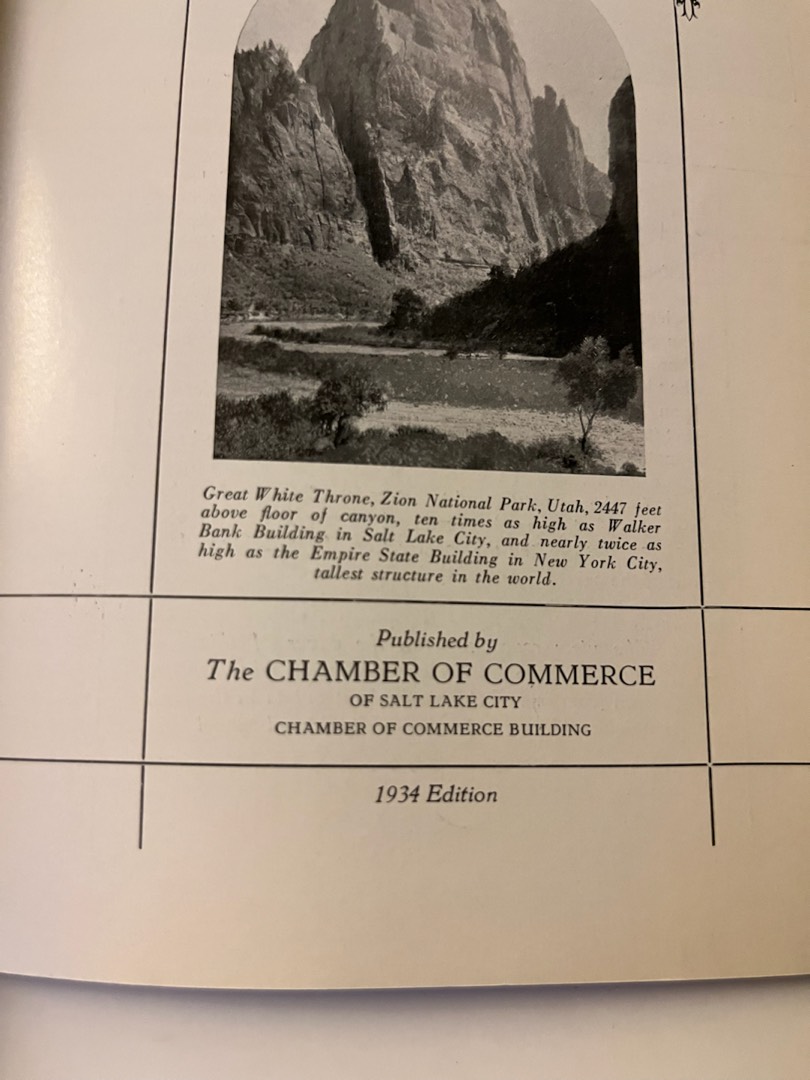 Great White Throne, Zion National Park, Utah, 2447 feet
above floor of canyon, ten times as high as Walker
Bank Building in Salt Lake City, and nearly twice as
high as the Empire State Building in New York City,
tallest structure in the world.
Published by
The CHAMBER OF COMMERCE
OF SALT LAKE CITY
CHAMBER OF COMMERCE BUILDING
1934 Edition